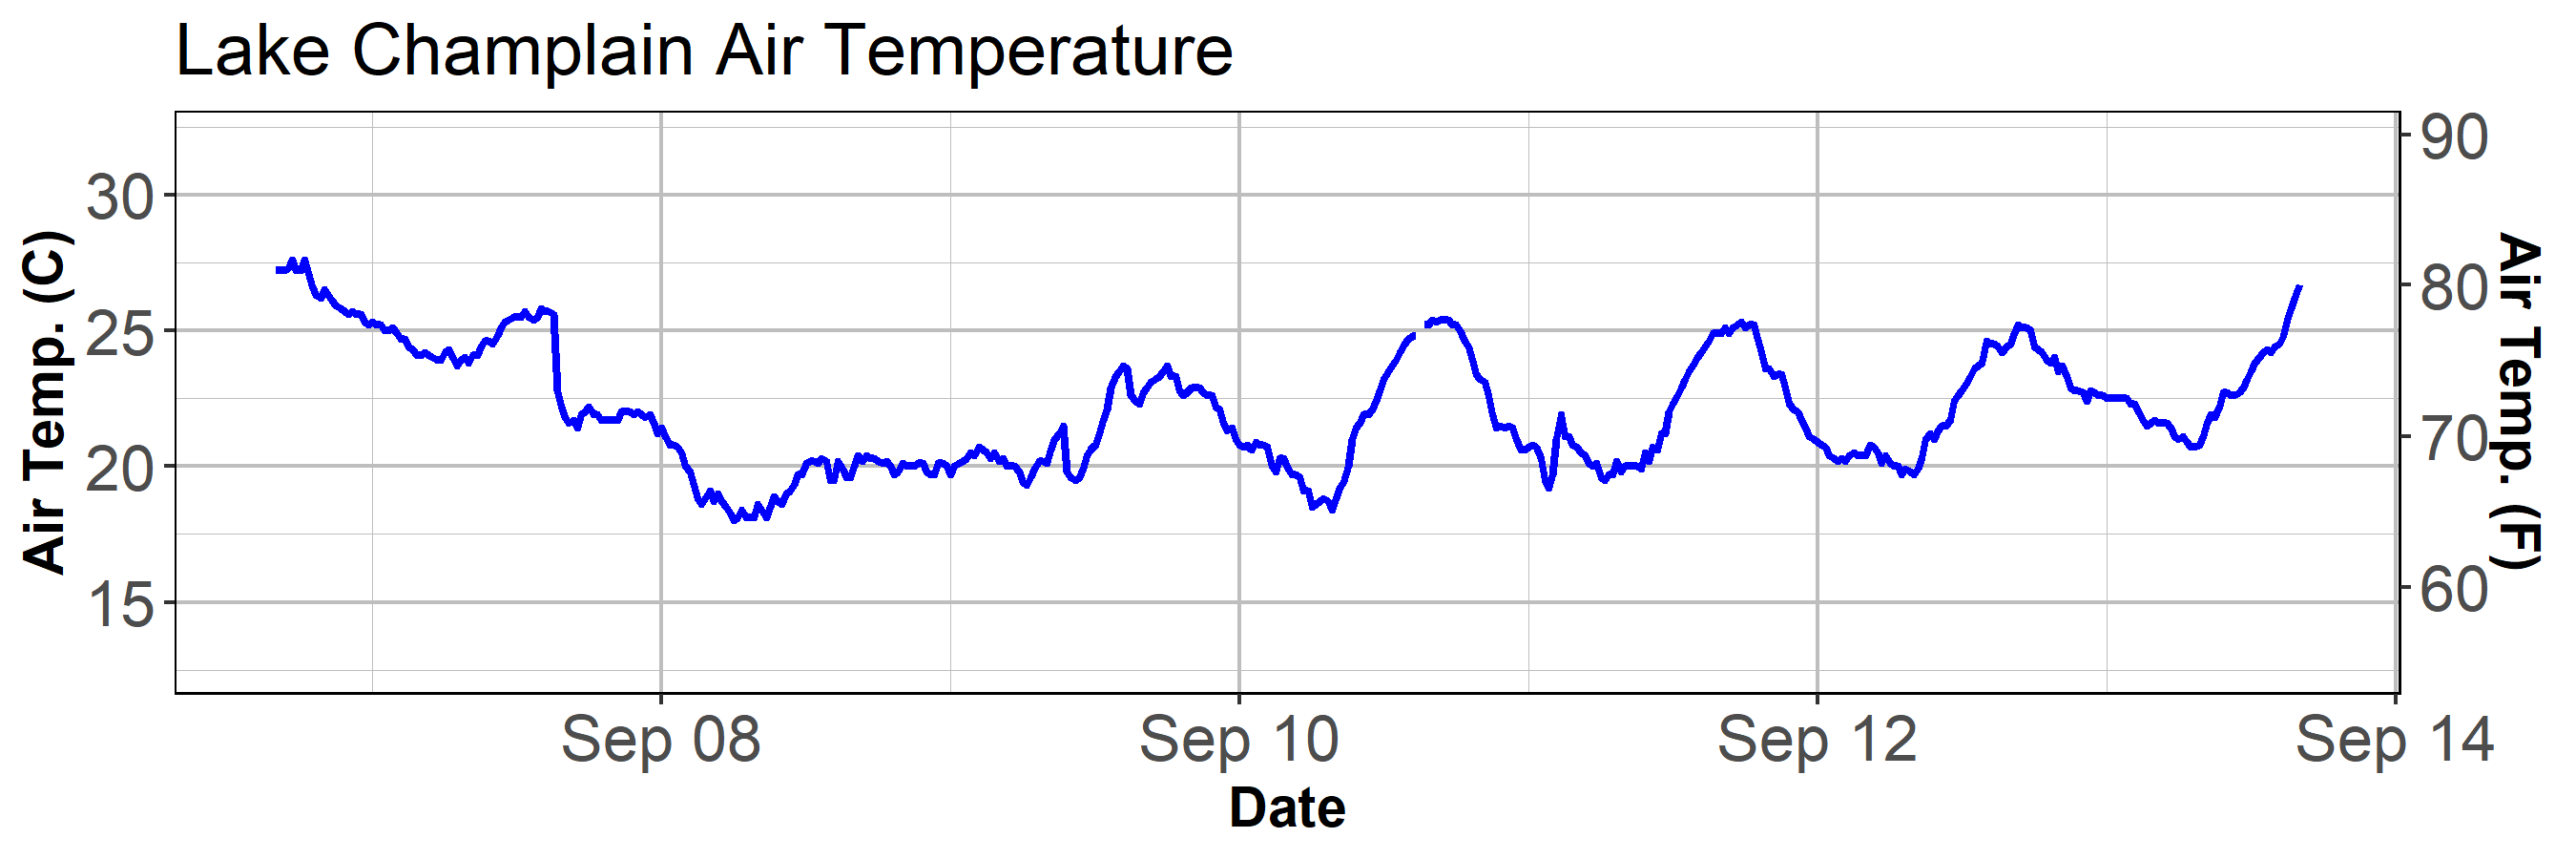 Lake Champlain Air Temperature
Air Temp. (C)
30
25
20
15
90
80
70
60
Air Temp. (F)
Sep 08
Sep 10
Sep 12
Sep 14
Date